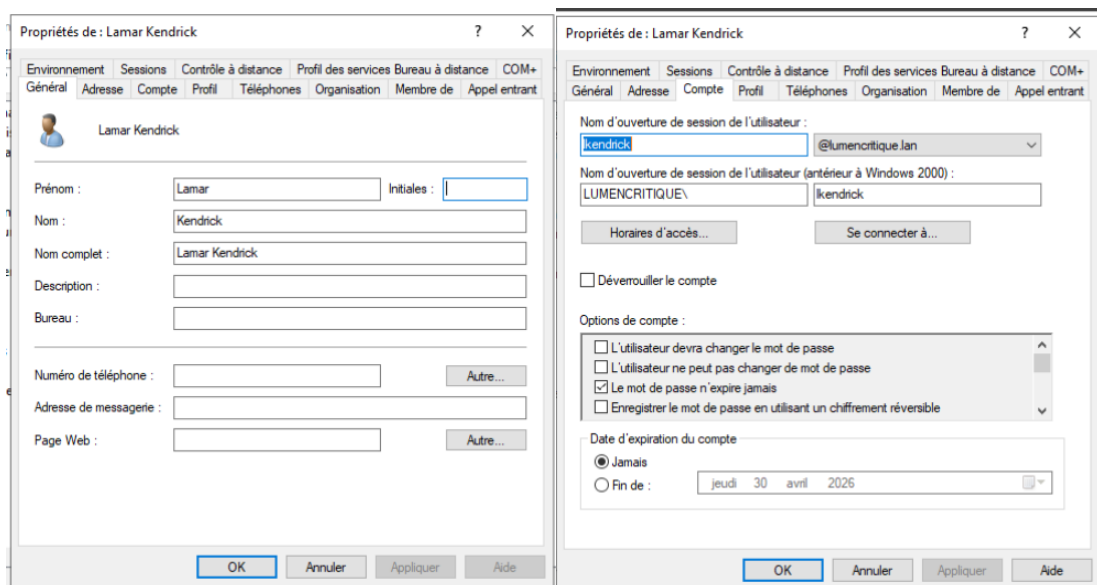 Propriétés de : Lamar Kendrick
?
Environnement Sessions Contrôle à distance Profil des services Bureau à distance COM+
Général Adresse Compte Profil Téléphones Organisation Membre de Appel entrant
Lamar Kendrick
Prénom : Lamar Initiales :
Nom : Kendrick
Nom complet : Lamar Kendrick
Description :
Bureau :
Numéro de téléphone : Autre...
Adresse de messagerie :
Page Web : Autre...
OK Annuler Appliquer Aide
Propriétés de : Lamar Kendrick
?
Environnement Sessions Contrôle à distance Profil des services Bureau à distance COM+
Général Adresse Compte Profil Téléphones Organisation Membre de Appel entrant
Nom d'ouverture de session de l'utilisateur :
lkendrick @lumencritique.lan
Nom d'ouverture de session de l'utilisateur (antérieur à Windows 2000) :
LUMENCRITIQUE\ lkendrick
Horaires d'accès... Se connecter à...
Déverrouiller le compte
Options de compte :
L'utilisateur devra changer le mot de passe
L'utilisateur ne peut pas changer de mot de passe
Le mot de passe n'expire jamais
Enregistrer le mot de passe en utilisant un chiffrement réversible
Date d'expiration du compte
Jamais
Fin de : jeudi 30 avril 2026
OK Annuler Appliquer Aide